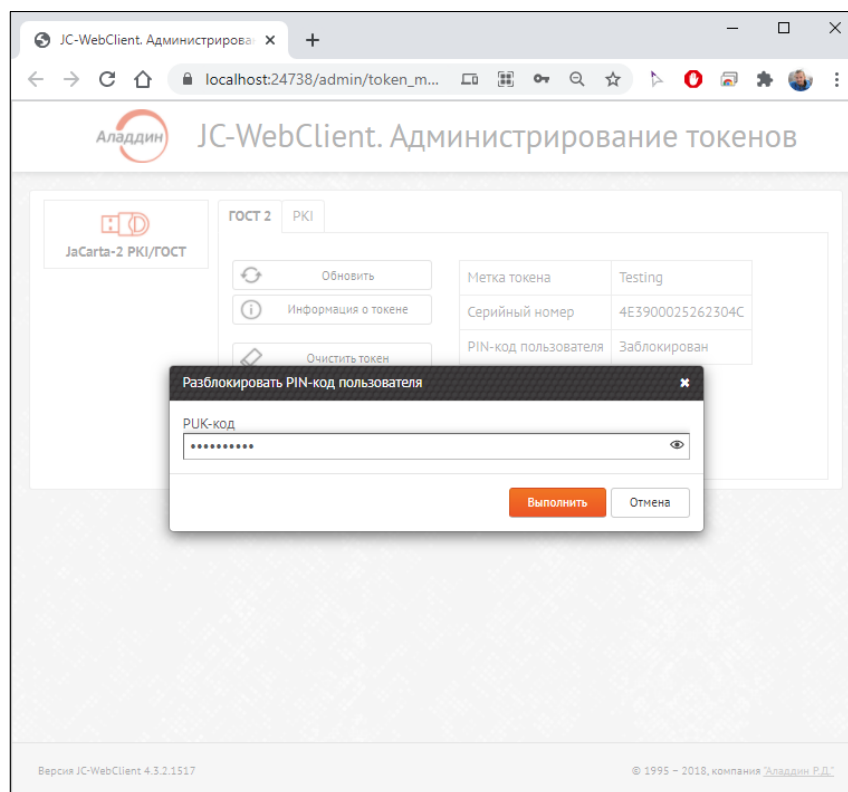 JC-WebClient. Администрирова
localhost:24738/admin/token_m...
Аладдин
JC-WebClient. Администрирование токенов
JaCarta-2 PKI/ГОСТ
ГОСТ 2
PKI
Обновить
Информация о токене
Очистить токен
Метка токена Testing
Серийный номер 4E3900025262304C
PIN-код пользователя Заблокирован
Разблокировать PIN-код пользователя
PUK-код
••••••••••
Выполнить
Отмена
Версия JC-WebClient 4.3.2.1517
© 1995 – 2018, компания "Аладдин Р.Д."